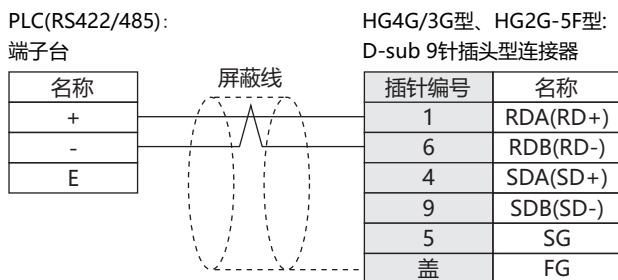 PLC(RS422/485):
端子台
HG4G/3G型、HG2G-5F型:
D-sub 9针插头型连接器
屏蔽线
名称
+
-
E
插针编号 名称
1 RDA(RD+)
6 RDB(RD-)
4 SDA(SD+)
9 SDB(SD-)
5 SG
盖 FG